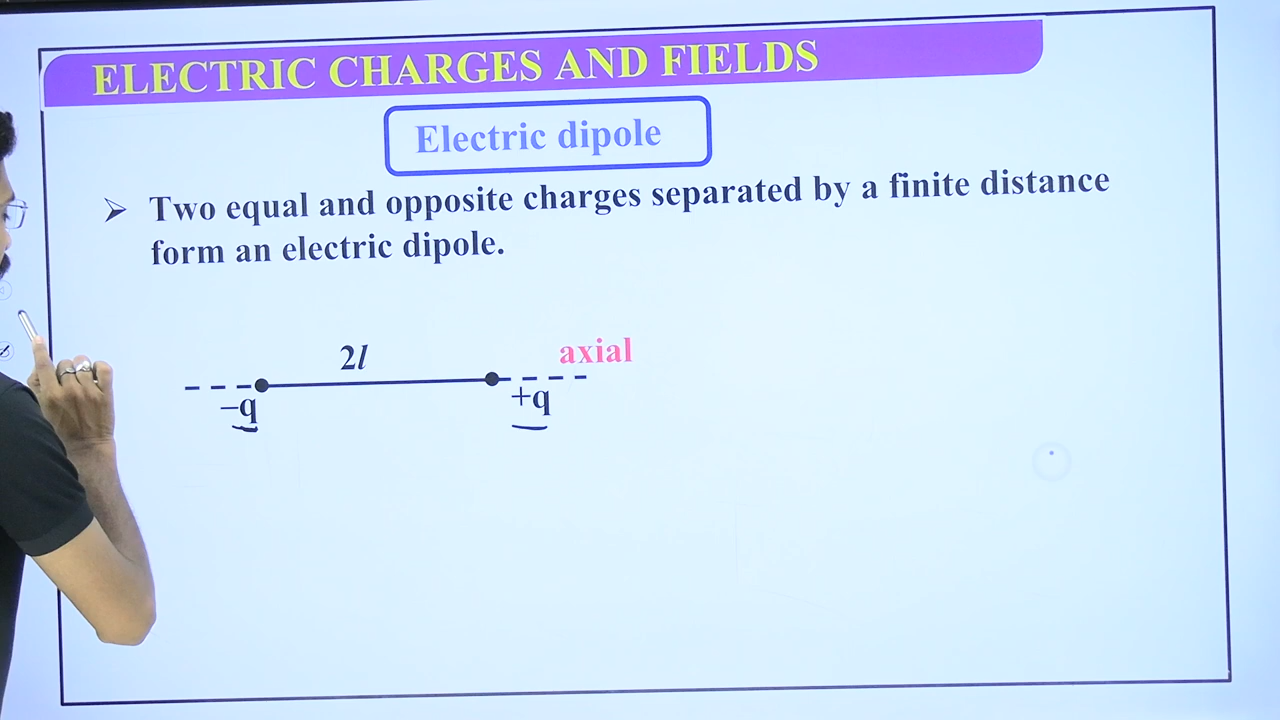 ELECTRIC CHARGES AND FIELDS
Electric dipole
Two equal and opposite charges separated by a finite distance
form an electric dipole.
2l
axial
−q
+q